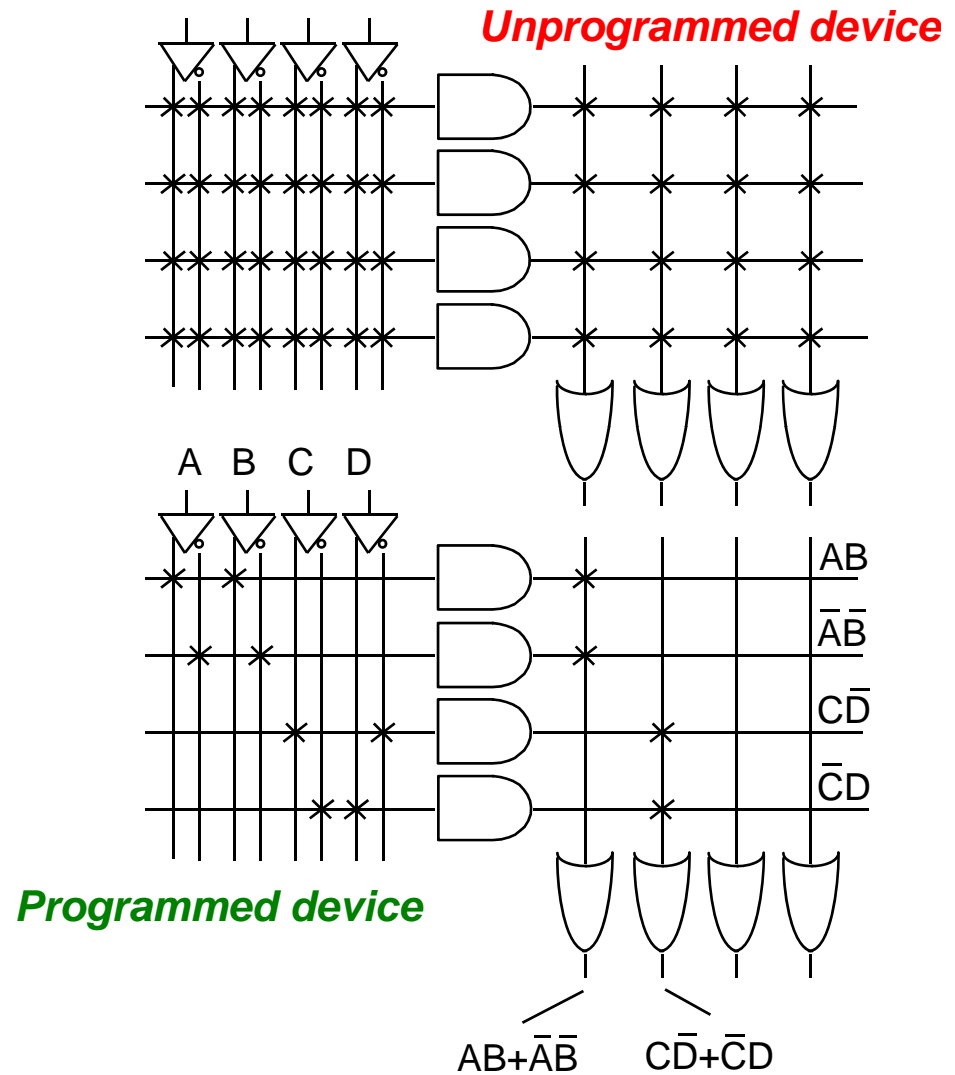 Unprogrammed device
A B C D
AB
A̅B̅
CD̅
C̅D
Programmed device
AB+A̅B̅ CD̅+C̅D